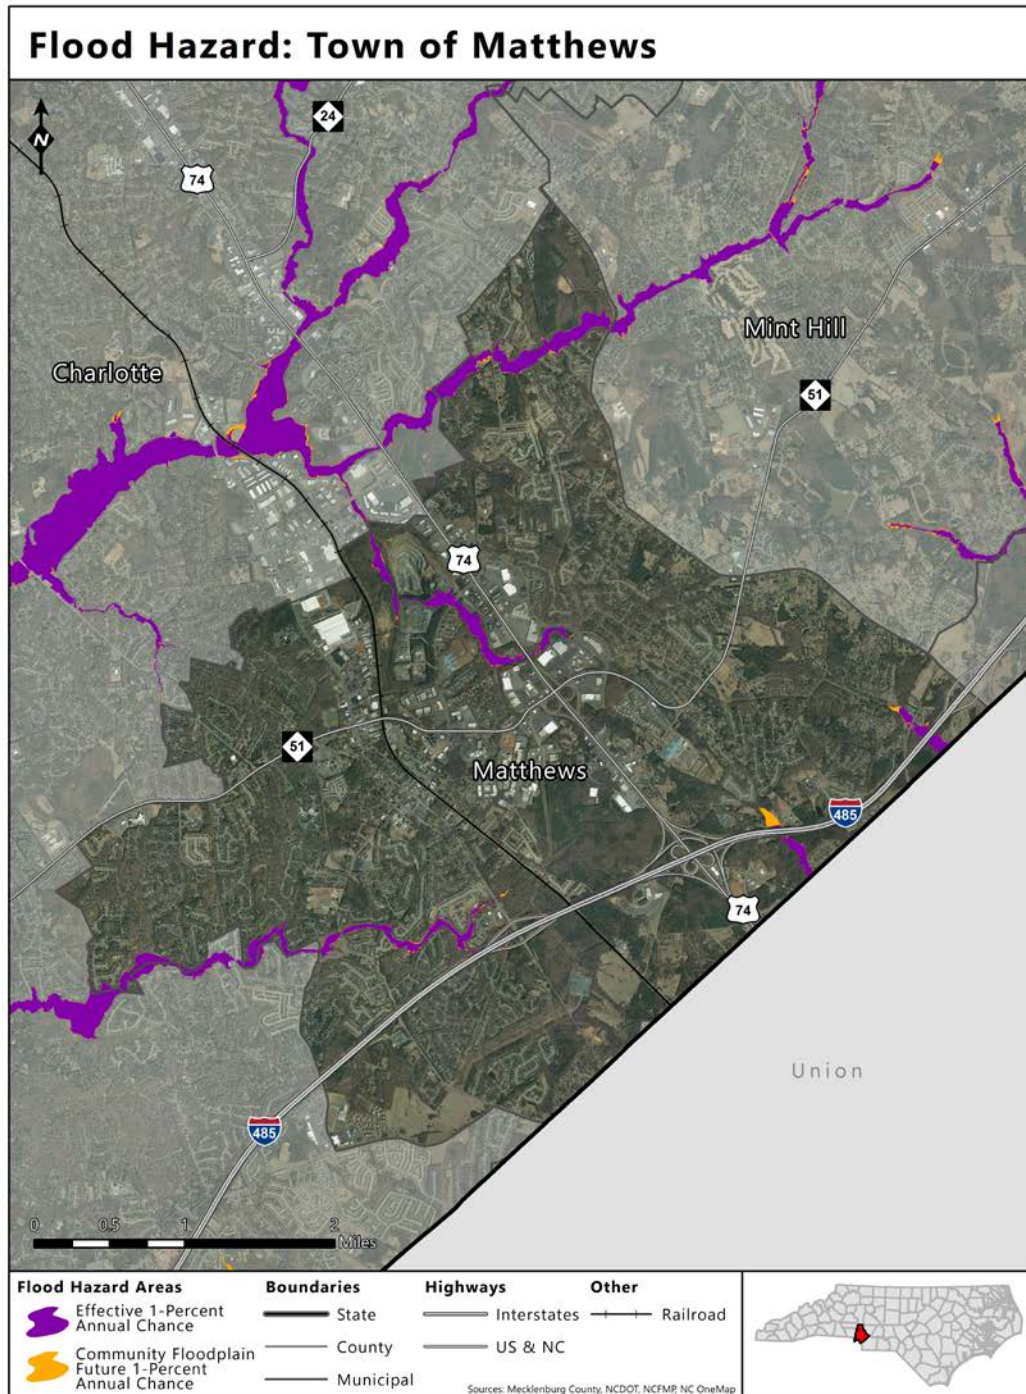 Flood Hazard: Town of Matthews
N
24
74
Charlotte
Mint Hill
51
74
51
Matthews
485
74
Union
485
0 0.5 1 2
Miles
Flood Hazard Areas
Effective 1-Percent
Annual Chance
Community Floodplain
Future 1-Percent
Annual Chance
Boundaries
State
County
Municipal
Highways
Interstates
US & NC
Other
Railroad
Sources: Mecklenburg County, NCDOT, NCFMP, NC OneMap